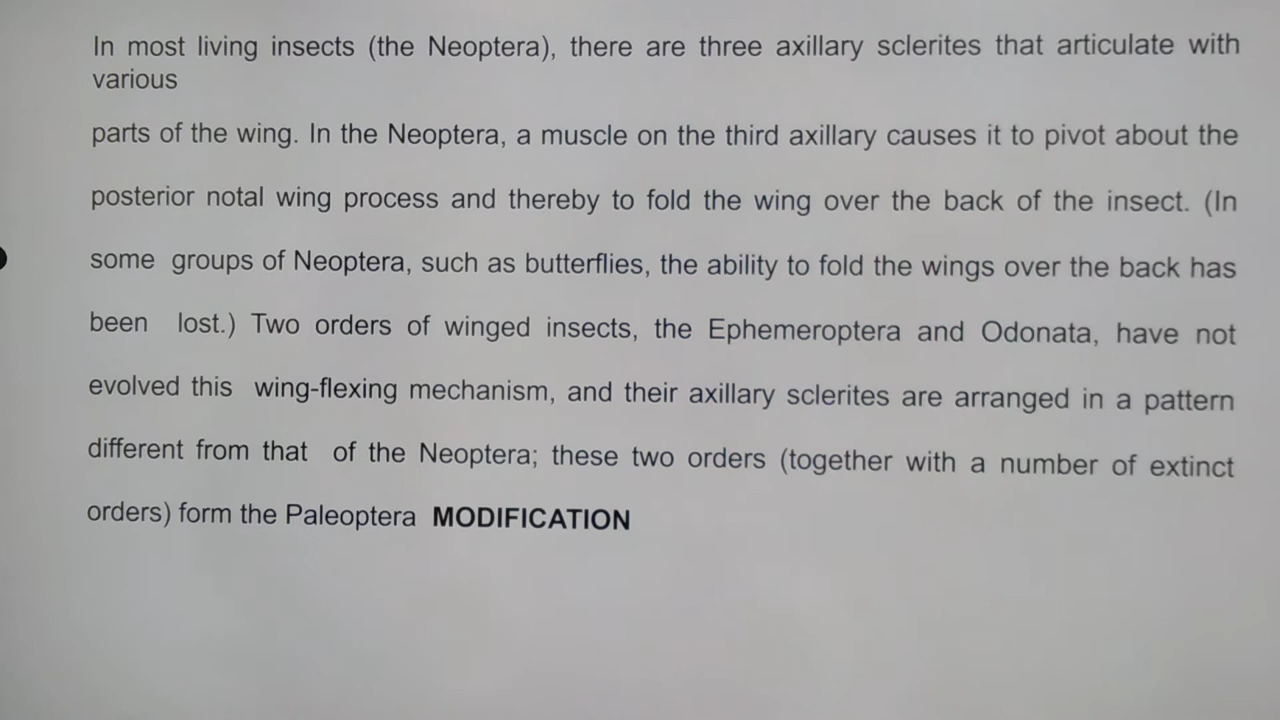 In most living insects (the Neoptera), there are three axillary sclerites that articulate with
various
parts of the wing. In the Neoptera, a muscle on the third axillary causes it to pivot about the
posterior notal wing process and thereby to fold the wing over the back of the insect. (In
some groups of Neoptera, such as butterflies, the ability to fold the wings over the back has
been lost.) Two orders of winged insects, the Ephemeroptera and Odonata, have not
evolved this wing-flexing mechanism, and their axillary sclerites are arranged in a pattern
different from that of the Neoptera; these two orders (together with a number of extinct
orders) form the Paleoptera MODIFICATION